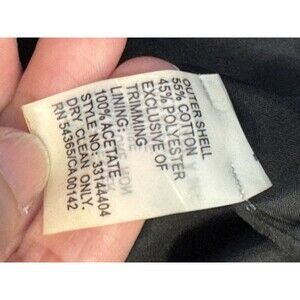 OUTER SHELL
55% COTTON
45% POLYESTER
EXCLUSIVE OF
TRIMMING
LINING:
100% ACETATE
STYLE NO: 33144404
DRY CLEAN ONLY.
RN 54365/CA 00142